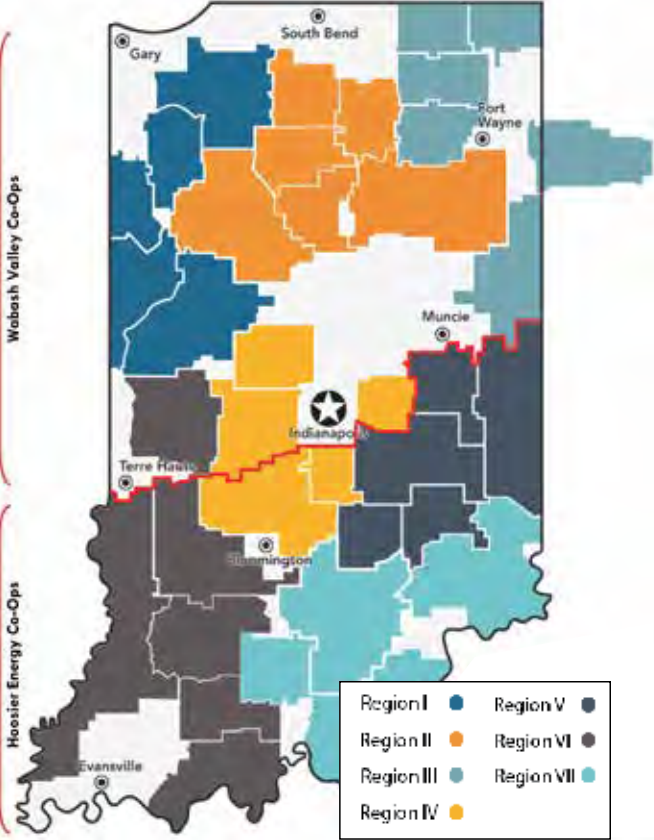 South Bend
Gary
Fort
Wayne
Wabash Valley Co-Ops
Muncie
Indianapolis
Terre Haute
Bloomington
Hoosier Energy Co-Ops
Evansville
Region I
Region V
Region II
Region VI
Region III
Region VII
Region IV